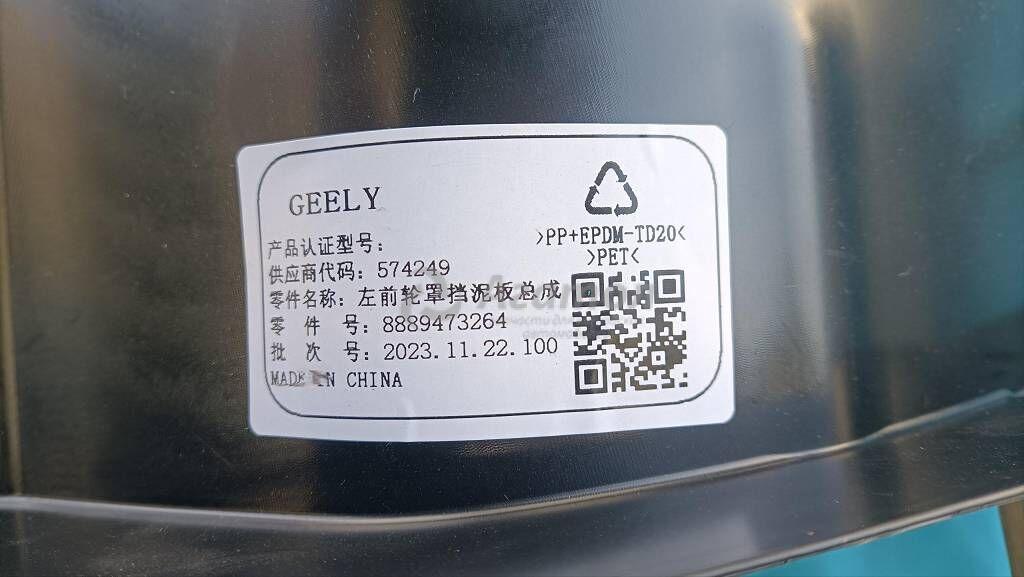 GEELY
产品认证型号:
供应商代码: 574249
零件名称: 左前轮罩挡泥板总成
零 件 号: 8889473264
批 次 号: 2023.11.22.100
MADE IN CHINA
>PP+EPDM-TD20<
>PET<